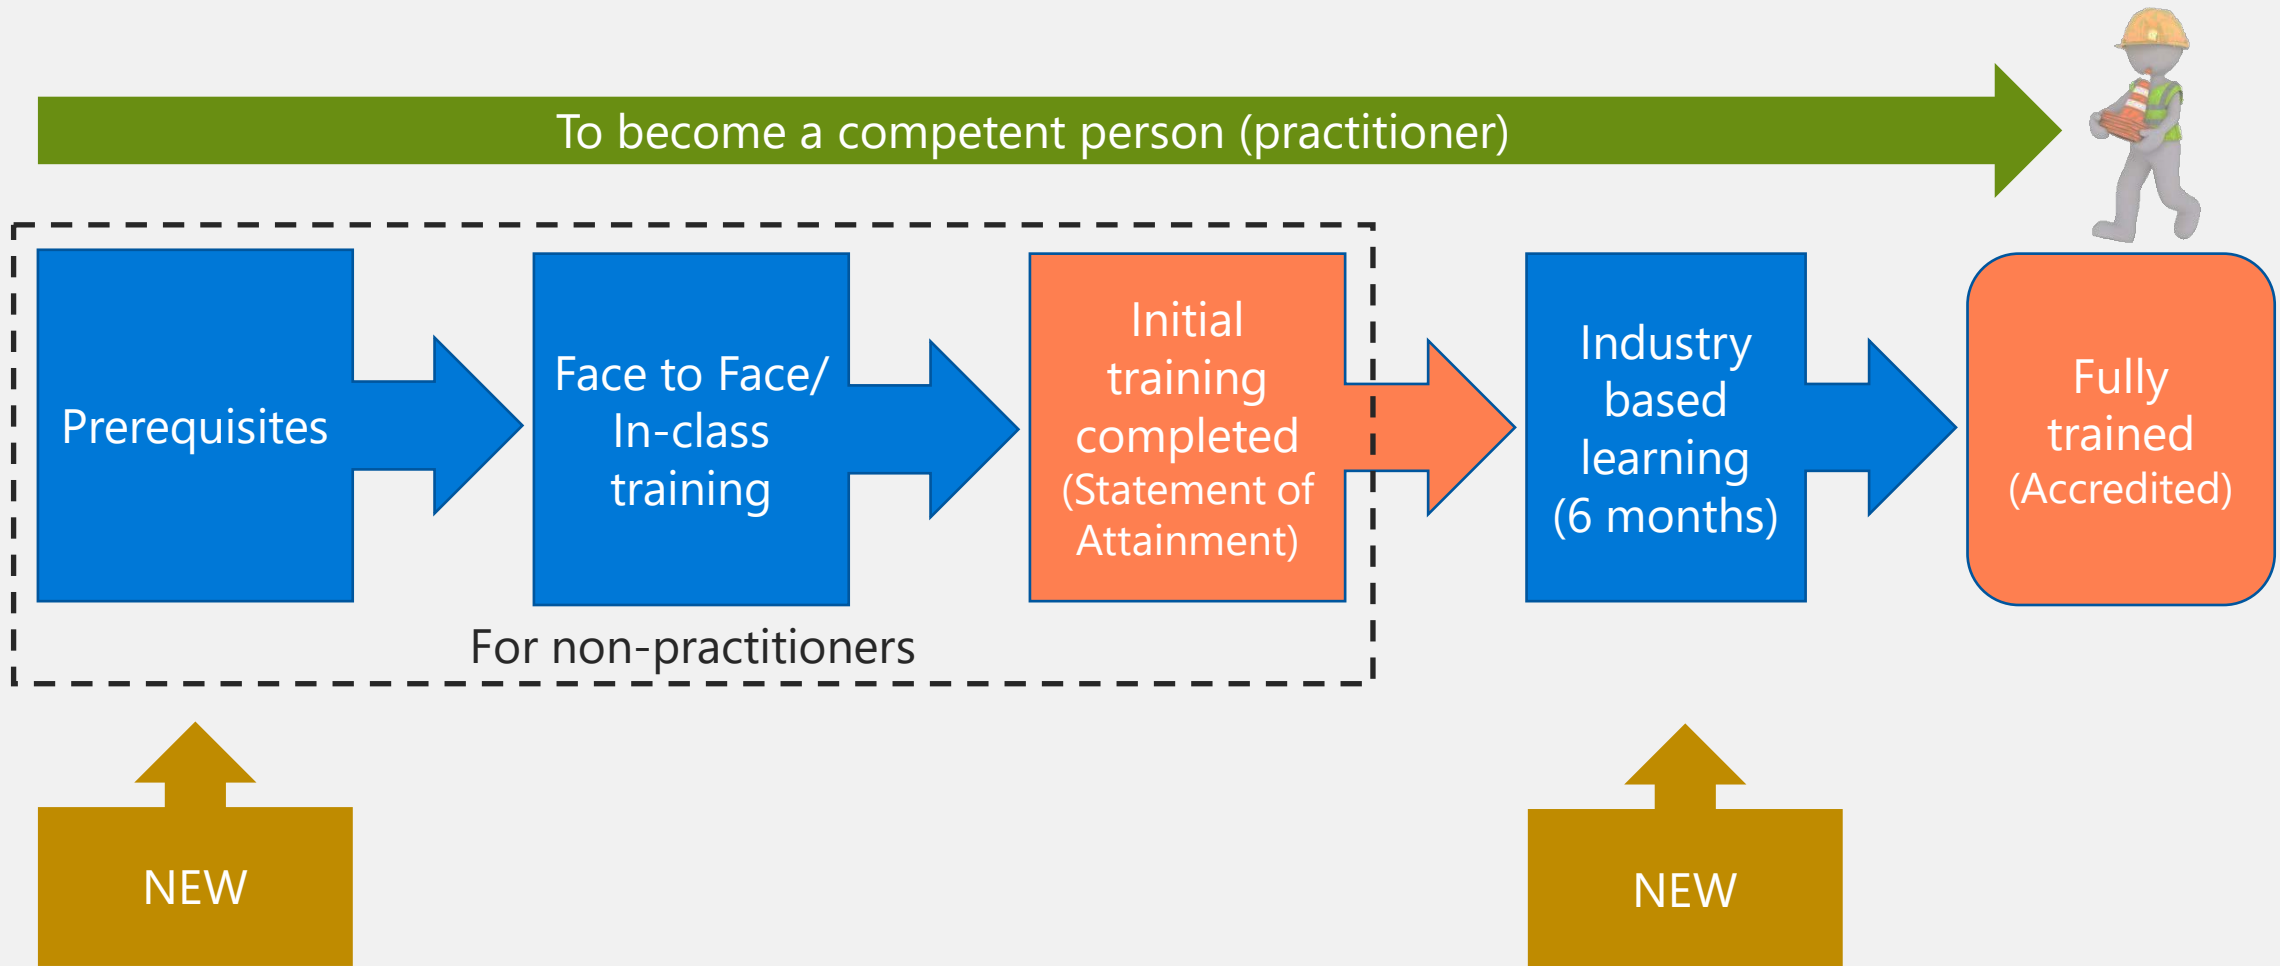 To become a competent person (practitioner)
Prerequisites
Face to Face/
In-class
training
Initial
training
completed
(Statement of
Attainment)
Industry
based
learning
(6 months)
Fully
trained
(Accredited)
For non-practitioners
NEW
NEW